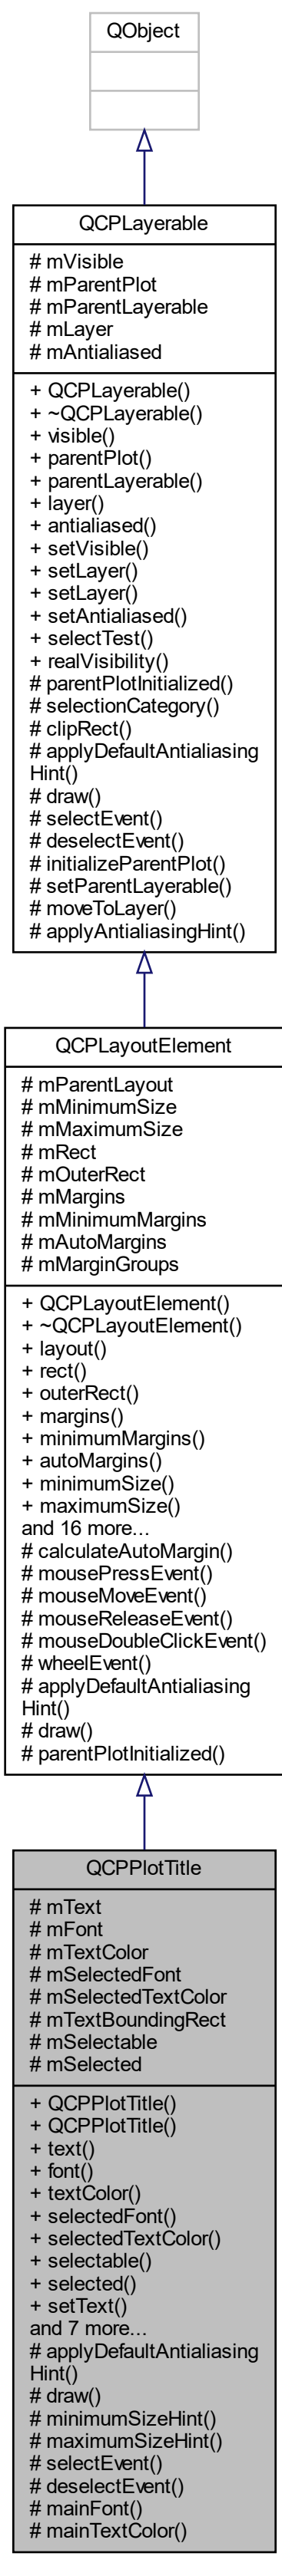 QObject
QCPLayerable
# mVisible
# mParentPlot
# mParentLayerable
# mLayer
# mAntialiased
+ QCPLayerable()
+ ~QCPLayerable()
+ visible()
+ parentPlot()
+ parentLayerable()
+ layer()
+ antialiased()
+ setVisible()
+ setLayer()
+ setLayer()
+ setAntialiased()
+ selectTest()
+ realVisibility()
# parentPlotInitialized()
# selectionCategory()
# clipRect()
# applyDefaultAntialiasing
Hint()
# draw()
# selectEvent()
# deselectEvent()
# initializeParentPlot()
# setParentLayerable()
# moveToLayer()
# applyAntialiasingHint()
QCPLayoutElement
# mParentLayout
# mMinimumSize
# mMaximumSize
# mRect
# mOuterRect
# mMargins
# mMinimumMargins
# mAutoMargins
# mMarginGroups
+ QCPLayoutElement()
+ ~QCPLayoutElement()
+ layout()
+ rect()
+ outerRect()
+ margins()
+ minimumMargins()
+ autoMargins()
+ minimumSize()
+ maximumSize()
and 16 more...
# calculateAutoMargin()
# mousePressEvent()
# mouseMoveEvent()
# mouseReleaseEvent()
# mouseDoubleClickEvent()
# wheelEvent()
# applyDefaultAntialiasing
Hint()
# draw()
# parentPlotInitialized()
QCPPlotTitle
# mText
# mFont
# mTextColor
# mSelectedFont
# mSelectedTextColor
# mTextBoundingRect
# mSelectable
# mSelected
+ QCPPlotTitle()
+ QCPPlotTitle()
+ text()
+ font()
+ textColor()
+ selectedFont()
+ selectedTextColor()
+ selectable()
+ selected()
+ setText()
and 7 more...
# applyDefaultAntialiasing
Hint()
# draw()
# minimumSizeHint()
# maximumSizeHint()
# selectEvent()
# deselectEvent()
# mainFont()
# mainTextColor()